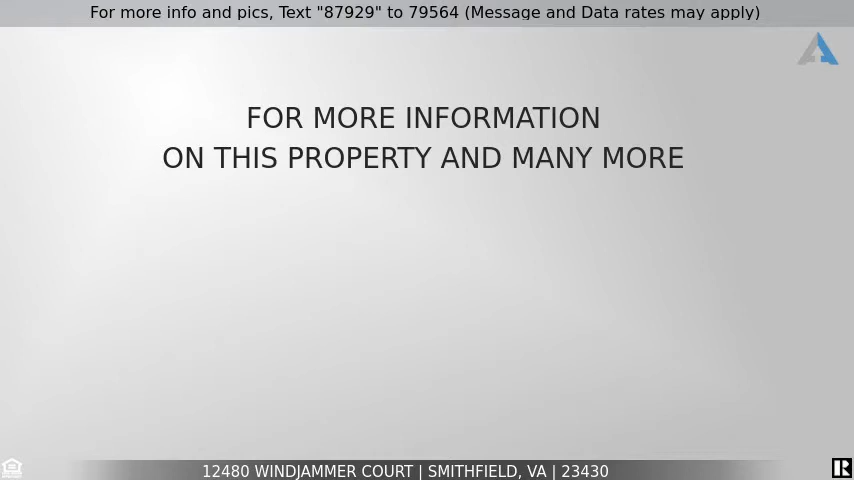 For more info and pics, Text "87929" to 79564 (Message and Data rates may apply)
FOR MORE INFORMATION
ON THIS PROPERTY AND MANY MORE
12480 WINDJAMMER COURT | SMITHFIELD, VA | 23430